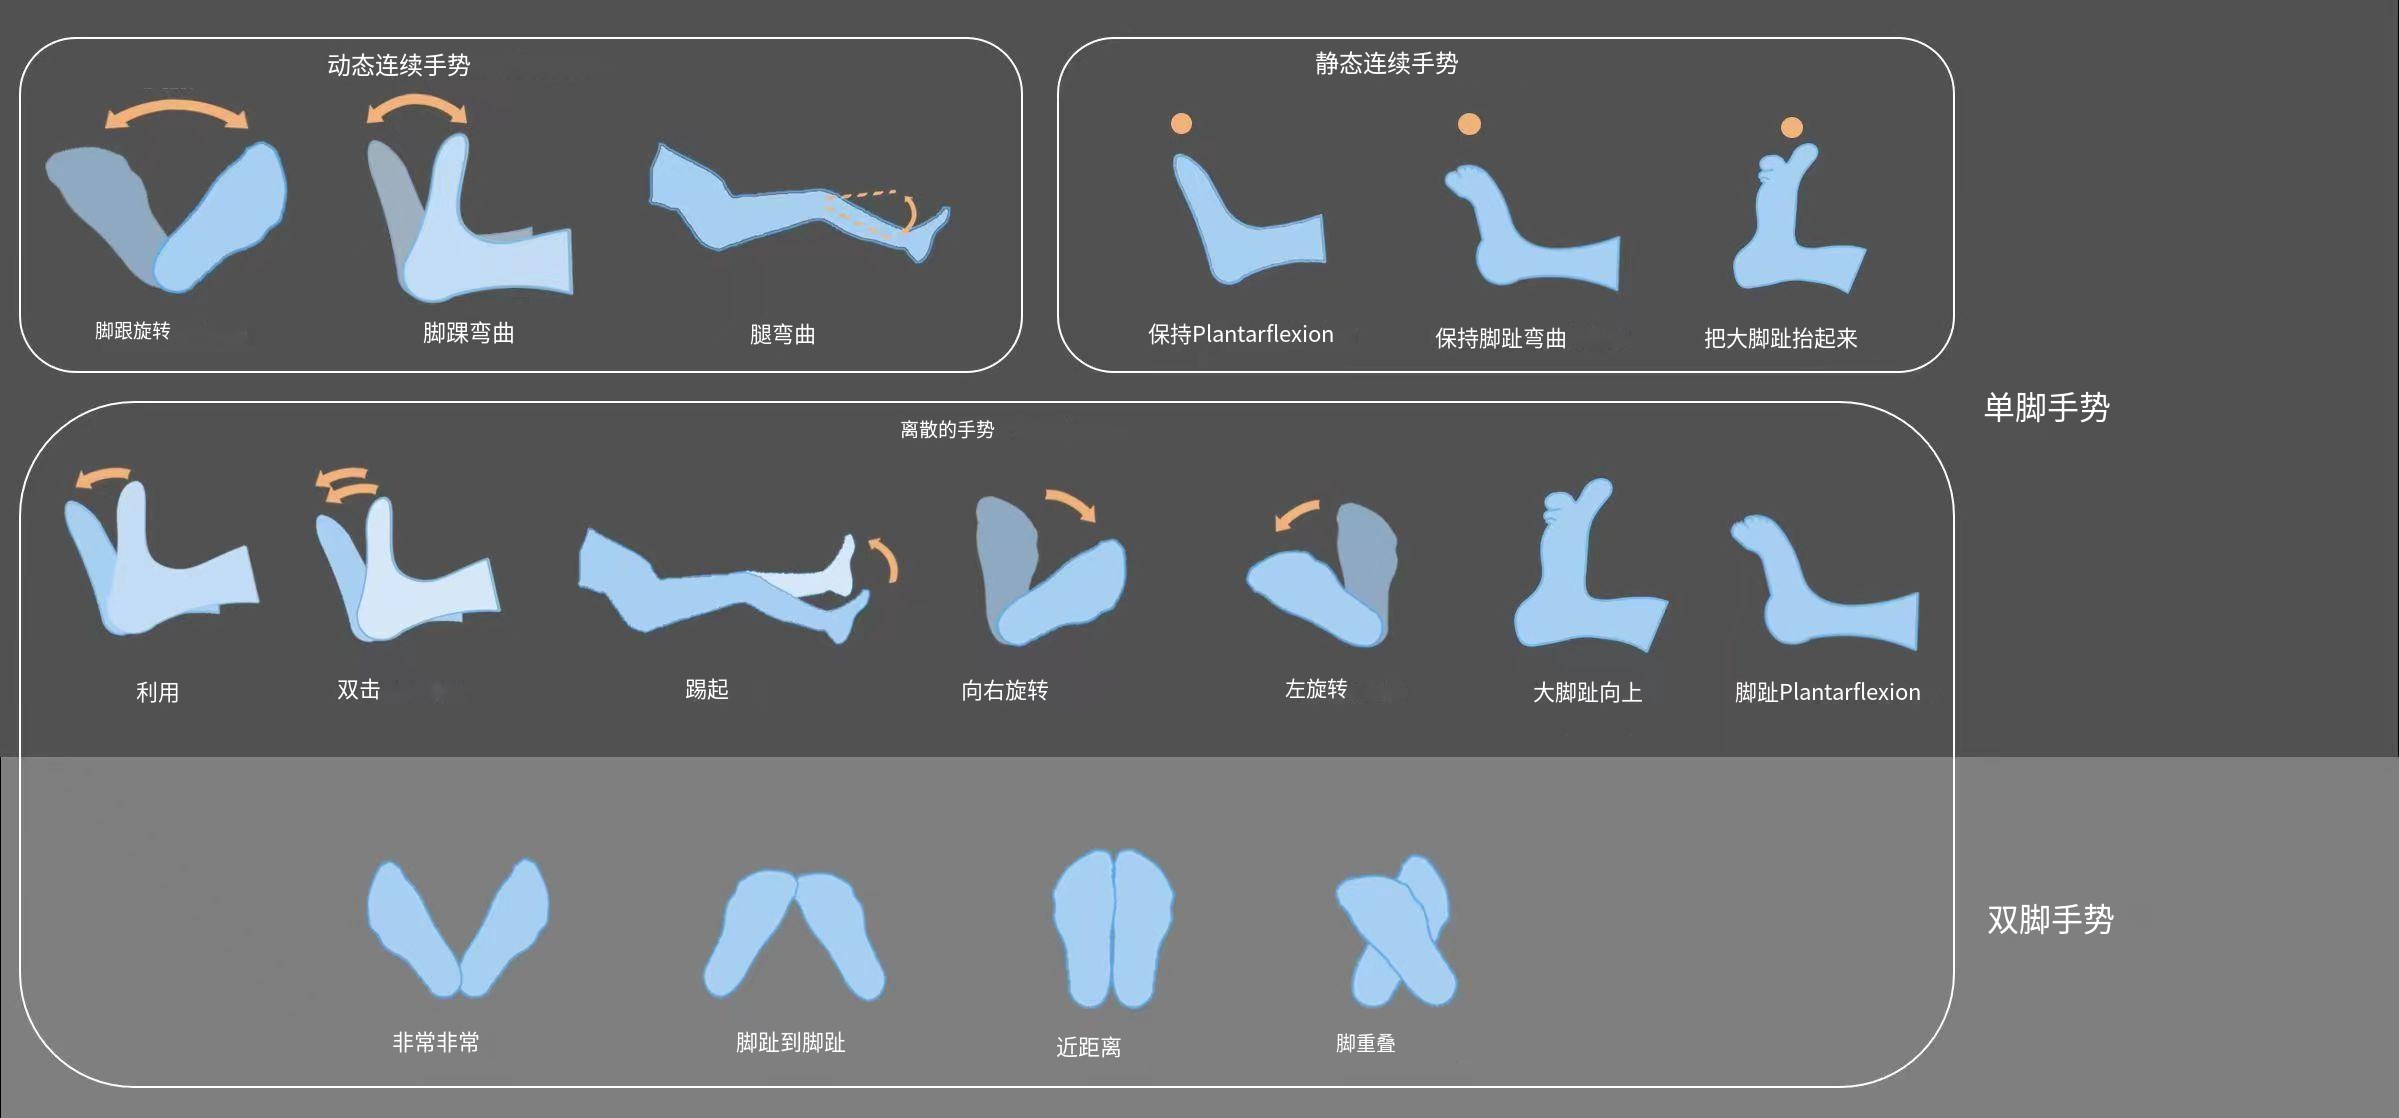 动态连续手势
静态连续手势
脚跟旋转
脚踝弯曲
腿弯曲
保持Plantarflexion
保持脚趾弯曲
把大脚趾抬起来
单脚手势
离散的手势
利用
双击
踢起
向右旋转
左旋转
大脚趾向上
脚趾Plantarflexion
双脚手势
非常非常
脚趾到脚趾
近距离
脚重叠